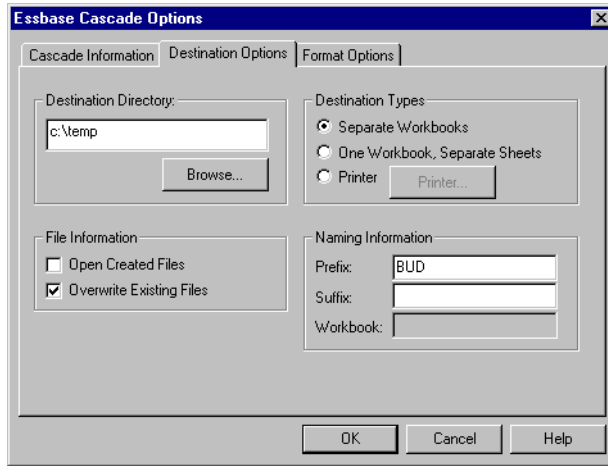 Essbase Cascade Options
Cascade Information Destination Options Format Options
Destination Directory:
c:\temp
Browse...
Destination Types
Separate Workbooks
One Workbook, Separate Sheets
Printer Printer...
File Information
Open Created Files
Overwrite Existing Files
Naming Information
Prefix: BUD
Suffix:
Workbook:
OK Cancel Help